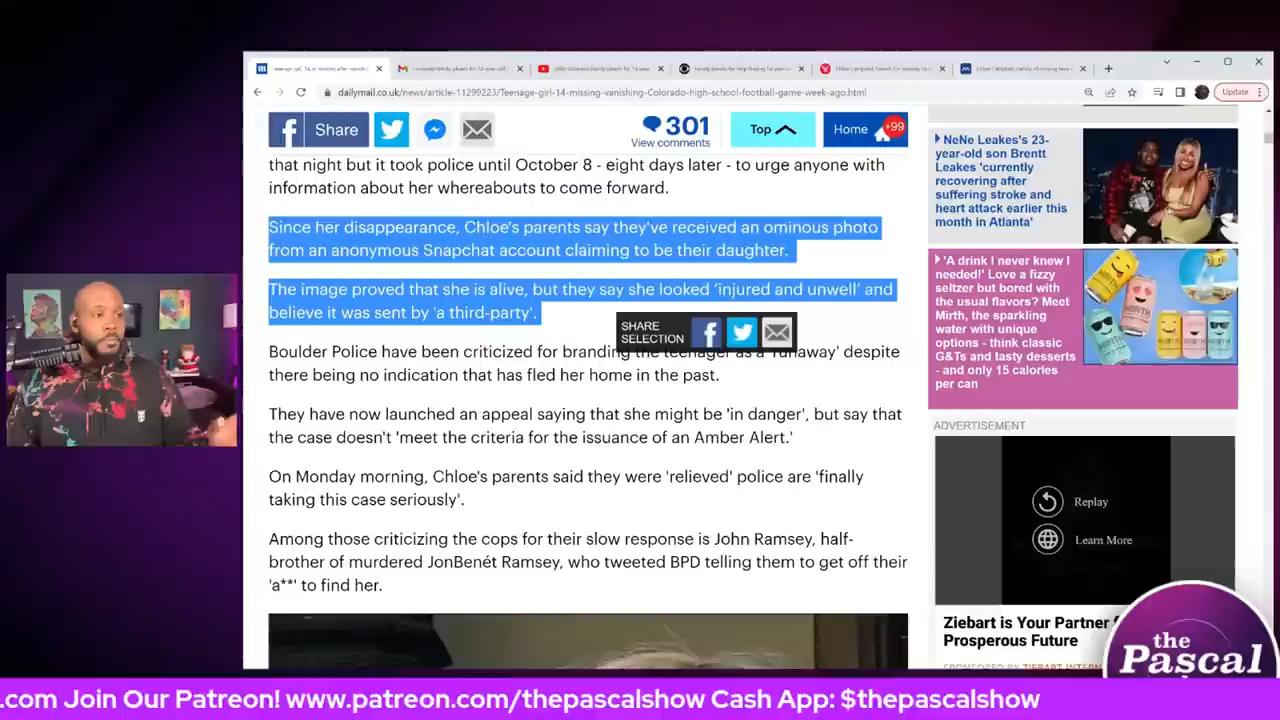 dailymail.co.uk/news/article-11299223/Teenage-girl-14-missing-vanishing-Colorado-high-school-football-game-week-ago.html
Update
Share
301
View comments
Top
Home
+99
that night but it took police until October 8 - eight days later - to urge anyone with
information about her whereabouts to come forward.
Since her disappearance, Chloe's parents say they've received an ominous photo
from an anonymous Snapchat account claiming to be their daughter.
The image proved that she is alive, but they say she looked 'injured and unwell' and
believe it was sent by 'a third-party'.
SHARE
SELECTION
Boulder Police have been criticized for branding the teenager as a 'runaway' despite
there being no indication that has fled her home in the past.
They have now launched an appeal saying that she might be 'in danger', but say that
the case doesn't 'meet the criteria for the issuance of an Amber Alert.'
On Monday morning, Chloe's parents said they were 'relieved' police are 'finally
taking this case seriously'.
Among those criticizing the cops for their slow response is John Ramsey, half-
brother of murdered JonBenét Ramsey, who tweeted BPD telling them to get off their
'a**' to find her.
NeNe Leakes's 23-
year-old son Brentt
Leakes 'currently
recovering after
suffering stroke and
heart attack earlier this
month in Atlanta'
'A drink I never knew I
needed!' Love a fizzy
seltzer but bored with
the usual flavors? Meet
Mirth, the sparkling
water with unique
options - think classic
G&Ts and tasty desserts
- and only 15 calories
per can
ADVERTISEMENT
Replay
Learn More
Ziebart is Your Partner
Prosperous Future
SPONSORED BY ZIEBART
the
Pascal
.com Join Our Patreon! www.patreon.com/thepascalshow Cash App: $thepascalshow